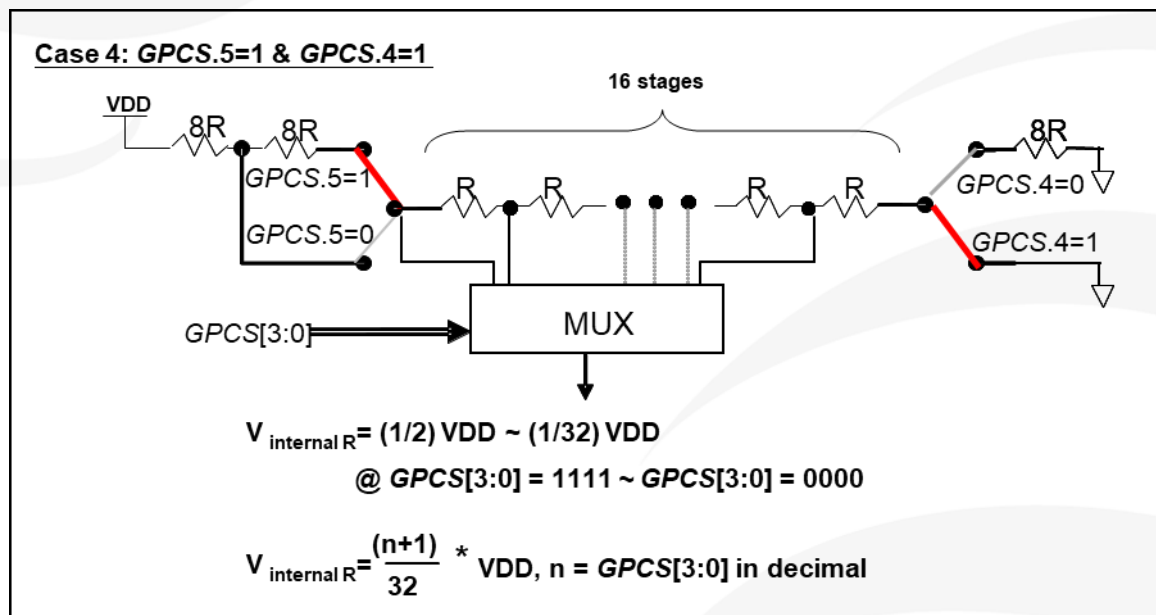 Case 4: GPCS.5=1 & GPCS.4=1
16 stages
VDD
8R
8R
8R
GPCS.5=1
R
R
R
R
GPCS.4=0
GPCS.5=0
GPCS.4=1
MUX
GPCS[3:0]
V internal R= (1/2) VDD ~ (1/32) VDD
@ GPCS[3:0] = 1111 ~ GPCS[3:0] = 0000
V internal R= (n+1)/32 * VDD, n = GPCS[3:0] in decimal